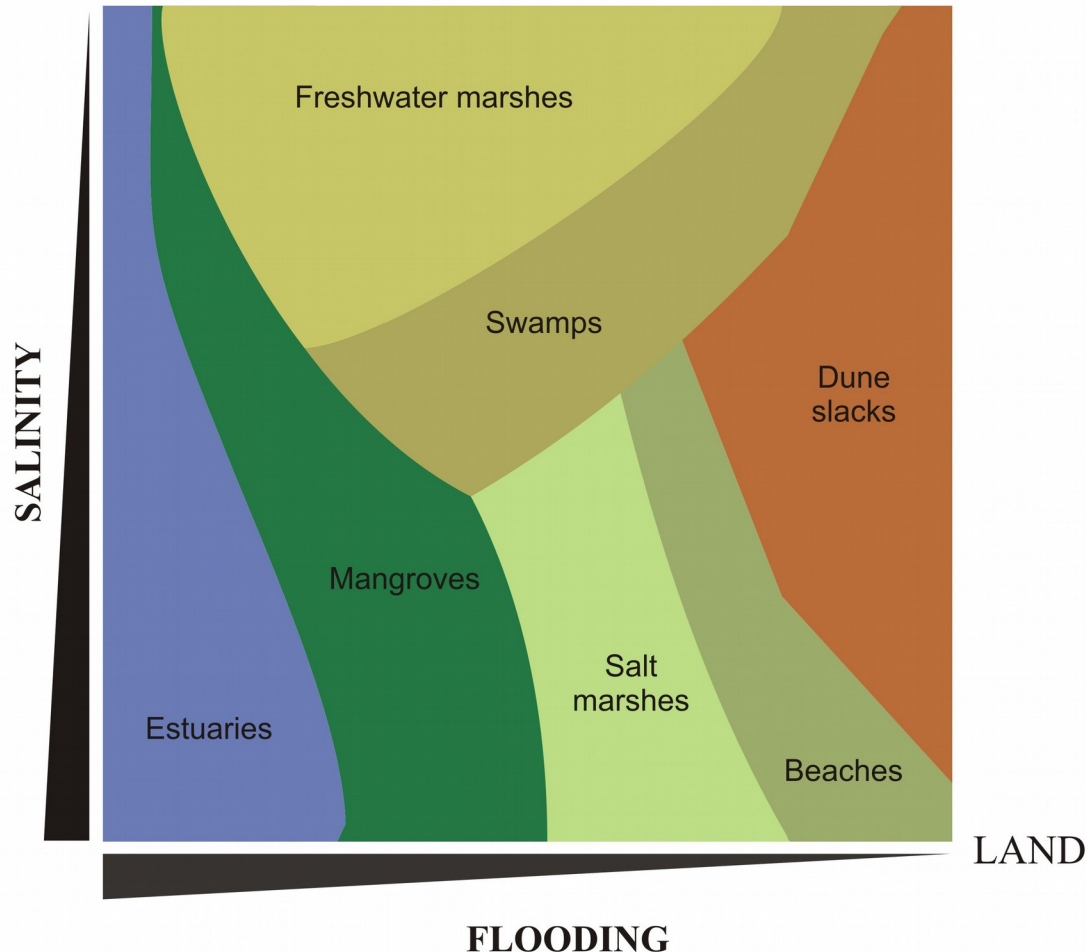 Freshwater marshes
Swamps
Dune
slacks
SALINITY
Mangroves
Salt
marshes
Estuaries
Beaches
LAND
FLOODING